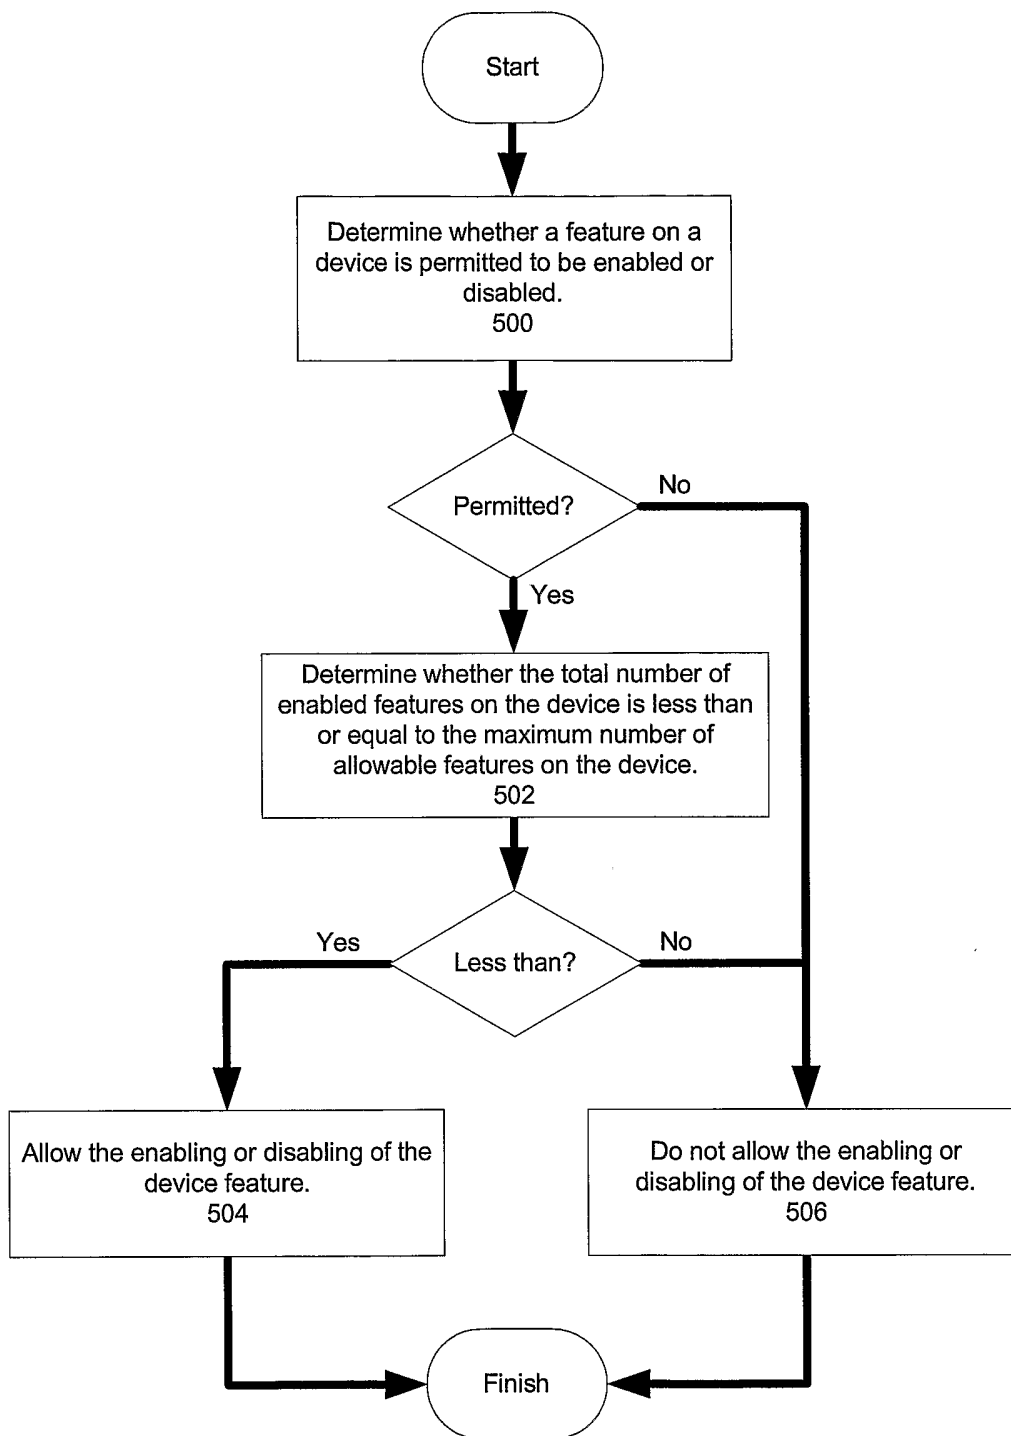 Start
Determine whether a feature on a
device is permitted to be enabled or
disabled.
500
Permitted?
No
Yes
Determine whether the total number of
enabled features on the device is less than
or equal to the maximum number of
allowable features on the device.
502
Less than?
Yes
No
Allow the enabling or disabling of the
device feature.
504
Do not allow the enabling or
disabling of the device feature.
506
Finish